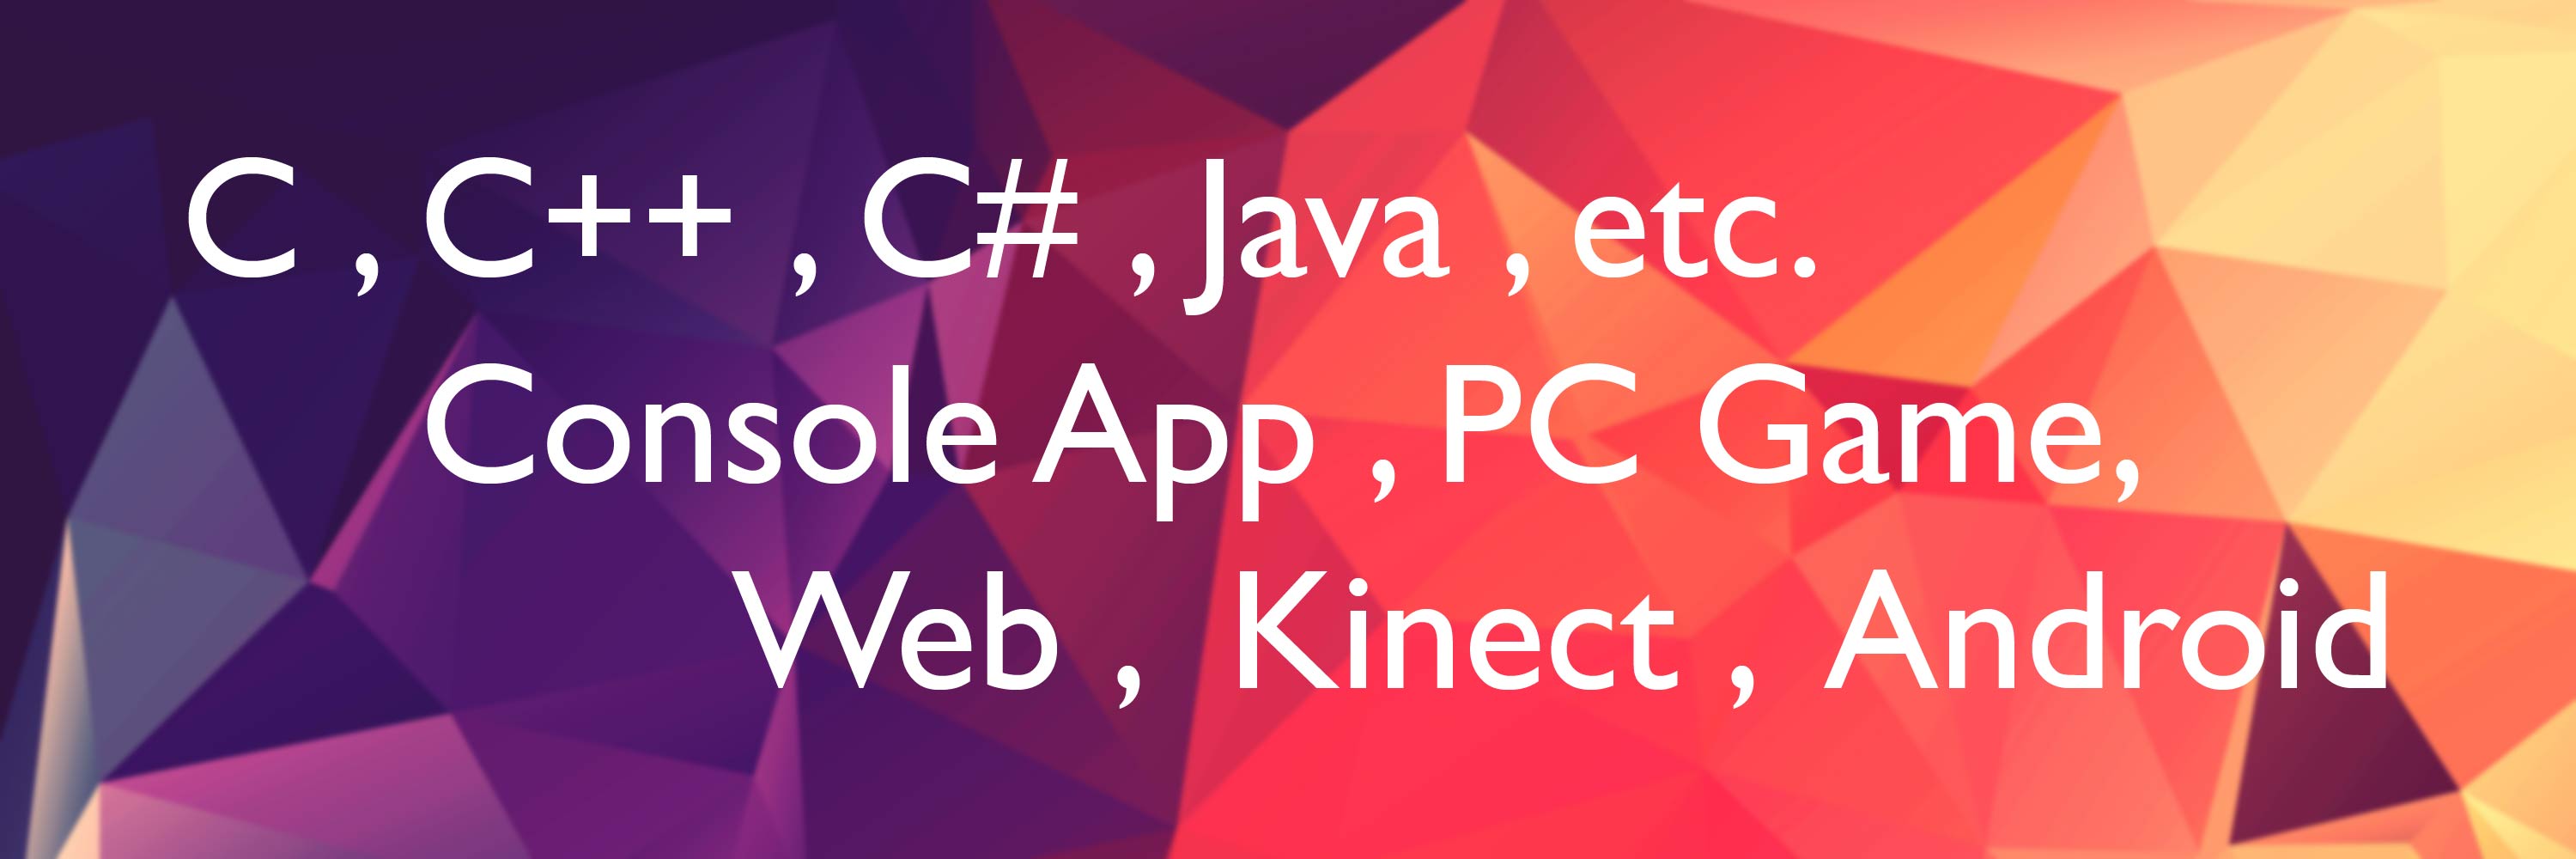 C , C++ , C# , Java , etc.
Console App , PC Game,
Web , Kinect , Android